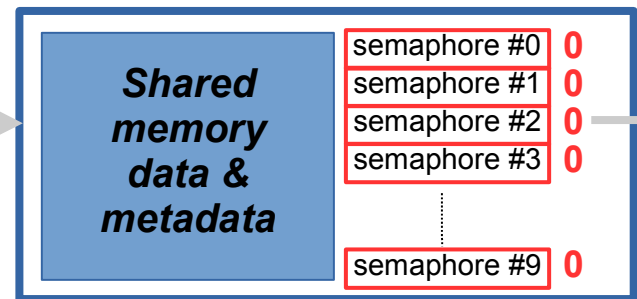 Shared
memory
data &
metadata
semaphore #0 0
semaphore #1 0
semaphore #2 0
semaphore #3 0
semaphore #9 0